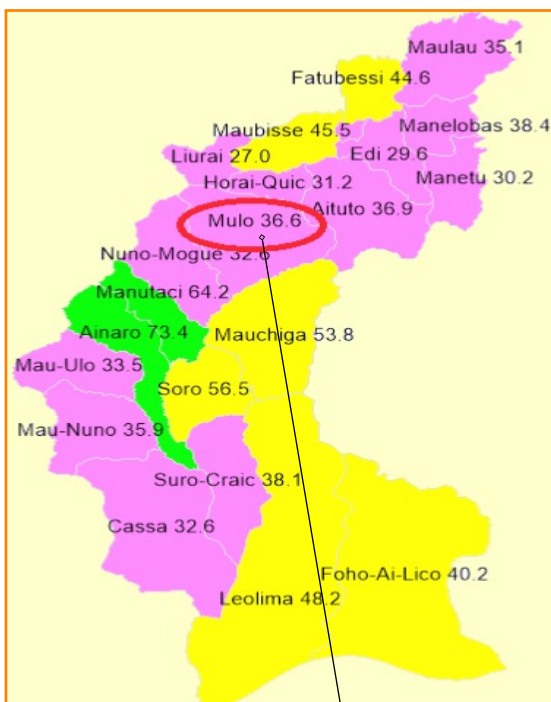 Maulau 35.1
Fatubessi 44.6
Maubisse 45.5
Manelobas 38.4
Liurai 27.0
Edi 29.6
Horai-Quic 31.2
Manetu 30.2
Mulo 36.6
Aituto 36.9
Nuno-Mogue 32.6
Manutaci 64.2
Ainaro 73.4
Mauchiga 53.8
Mau-Ulo 33.5
Soro 56.5
Mau-Nuno 35.9
Suro-Craic 38.1
Cassa 32.6
Foho-Ai-Lico 40.2
Leolima 48.2